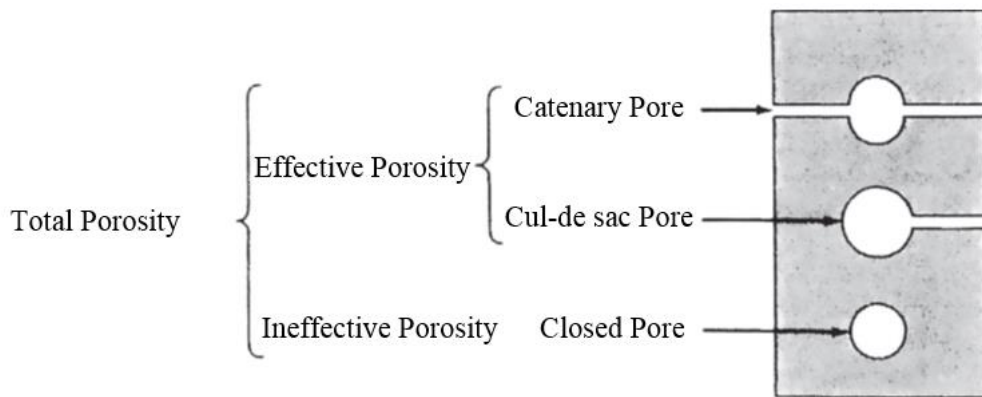 Catenary Pore
Effective Porosity
Total Porosity
Cul-de sac Pore
Ineffective Porosity
Closed Pore